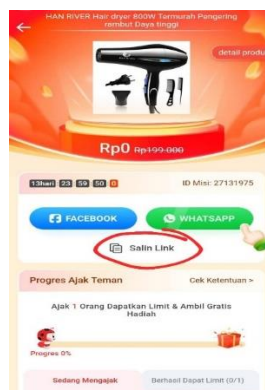 HAN RIVER Hair dryer 800W Termurah Pengering
rambut Daya tinggi
detail produ
Rp0 Rp199.000
13hari 23 59 50 0
ID Misi: 27131975
FACEBOOK
WHATSAPP
Salin Link
Progres Ajak Teman
Cek Ketentuan >
Ajak 1 Orang Dapatkan Limit & Ambil Gratis
Hadiah
Progres 0%
Sedang Mengajak
Berhasil Dapat Limit (0/1)